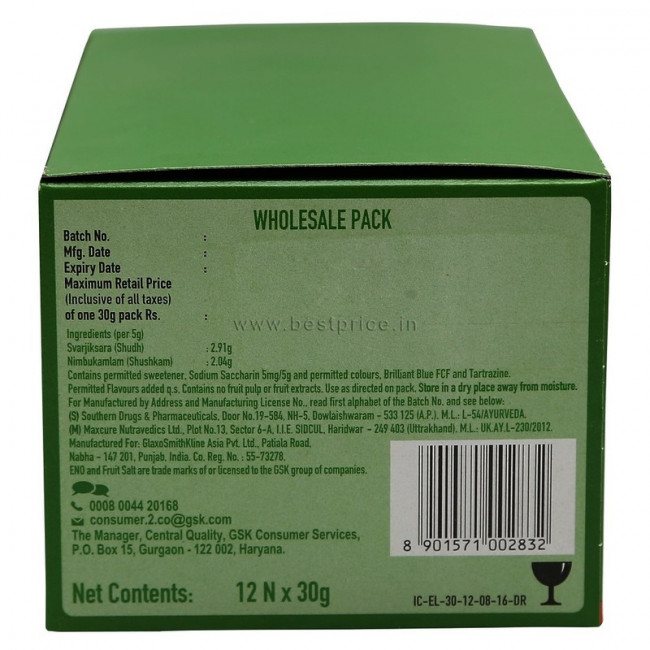 WHOLESALE PACK
Batch No. :
Mfg. Date :
Expiry Date :
Maximum Retail Price
(Inclusive of all taxes)
of one 30g pack Rs. :
www.bestprice.in
Ingredients (per 5g)
Svarjiksara (Shudh) : 2.91g
Nimbukamlam (Shushkam) : 2.04g
Contains permitted sweetener, Sodium Saccharin 5mg/5g and permitted colours, Brilliant Blue FCF and Tartrazine.
Permitted Flavours added q.s. Contains no fruit pulp or fruit extracts. Use as directed on pack. Store in a dry place away from moisture.
For Manufactured by Address and Manufacturing License No., read first alphabet of the Batch No. and see below:
(S) Southern Drugs & Pharmaceuticals, Door No.19-584, NH-5, Dowlaishwaram - 533 125 (A.P.). M.L.: L-54/AYURVEDA.
(M) Maxcure Nutravedics Ltd., Plot No.13, Sector 6-A, I.I.E. SIDCUL, Haridwar - 249 403 (Uttrakhand). M.L.:UK.AY.L-230/2012.
Manufactured For: GlaxoSmithKline Asia Pvt. Ltd., Patiala Road,
Nabha - 147 201, Punjab. India. Co. Reg. No. : 55-73278.
ENO and Fruit Salt are trade marks of or licensed to the GSK group of companies.
0008 0044 20168
consumer.2.co@gsk.com
The Manager, Central Quality, GSK Consumer Services,
P.O. Box 15, Gurgaon - 122 002, Haryana.
8 901571 002832
Net Contents: 12 N x 30g
IC-EL-30-12-08-16-DR